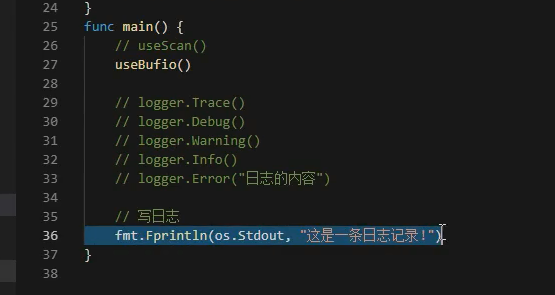 24 }
25 func main() {
26 // useScan()
27 useBufio()
28
29 // logger.Trace()
30 // logger.Debug()
31 // logger.Warning()
32 // logger.Info()
33 // logger.Error("日志的内容")
34
35 // 写日志
36 fmt.Fprintln(os.Stdout, "这是一条日志记录!")
37 }
38